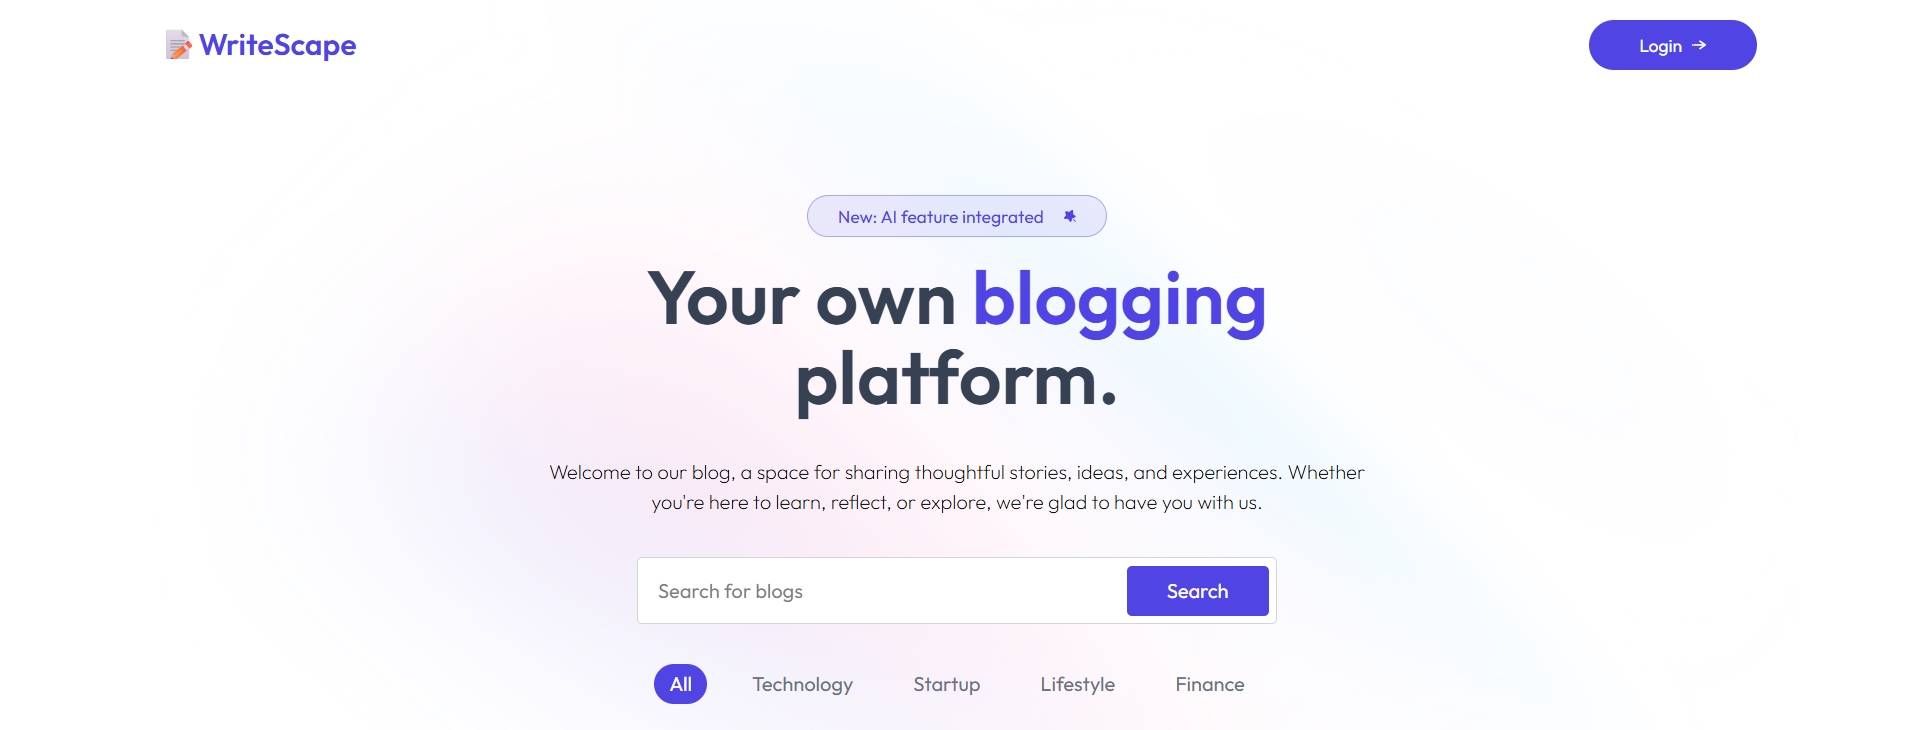 WriteScape
Login →
New: AI feature integrated
Your own blogging
platform.
Welcome to our blog, a space for sharing thoughtful stories, ideas, and experiences. Whether
you're here to learn, reflect, or explore, we're glad to have you with us.
Search for blogs
Search
All Technology Startup Lifestyle Finance